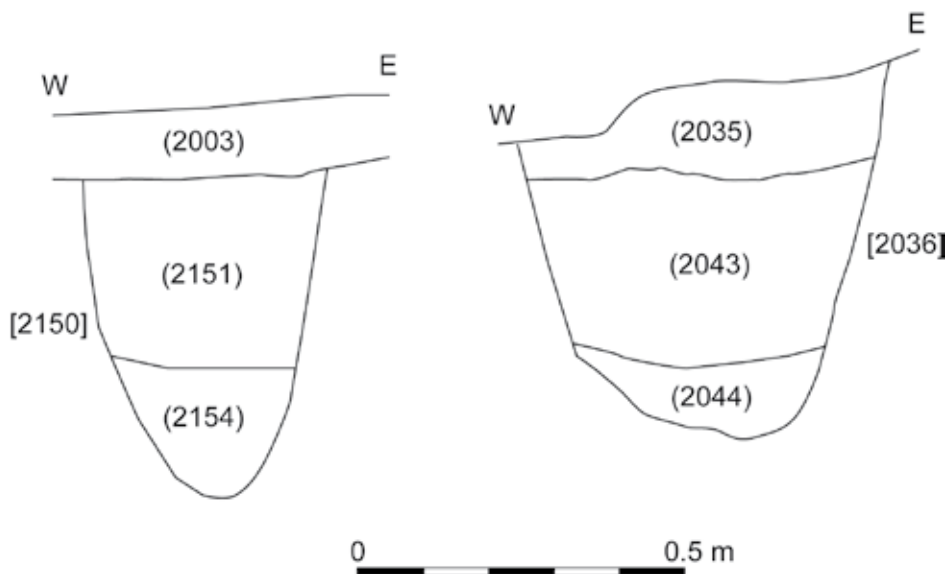 W
E
(2003)
(2151)
[2150]
(2154)
W
E
(2035)
(2043)
[2036]
(2044)
0
0.5 m